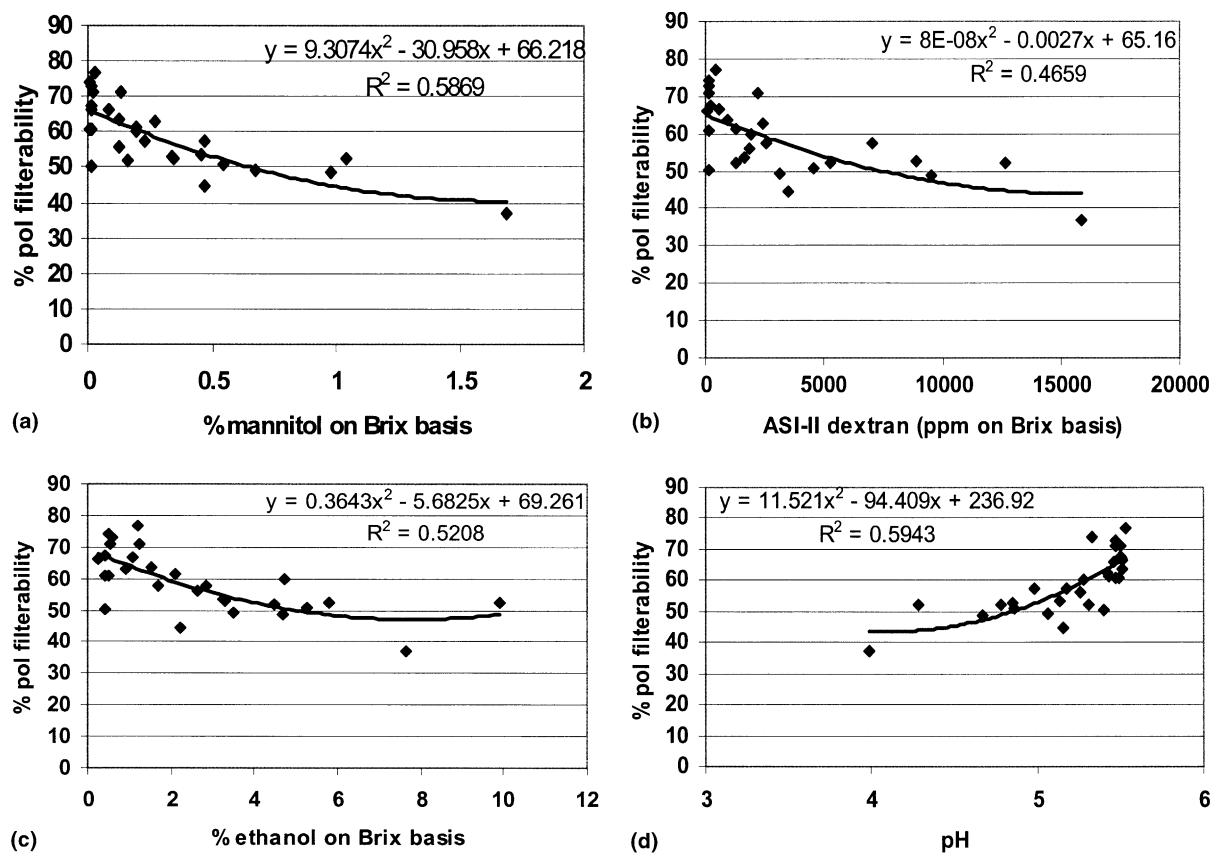 y = 9.3074x² - 30.958x + 66.218
R² = 0.5869
% pol filterability
90
80
70
60
50
40
30
20
10
0
0 0.5 1 1.5 2
(a) %mannitol on Brix basis
y = 8E-08x² - 0.0027x + 65.16
R² = 0.4659
% pol filterability
90
80
70
60
50
40
30
20
10
0
0 5000 10000 15000 20000
(b) ASI-II dextran (ppm on Brix basis)
y = 0.3643x² - 5.6825x + 69.261
R² = 0.5208
% pol filterability
90
80
70
60
50
40
30
20
10
0
0 2 4 6 8 10 12
(c) % ethanol on Brix basis
y = 11.521x² - 94.409x + 236.92
R² = 0.5943
% pol filterability
90
80
70
60
50
40
30
20
10
0
3 4 5 6
(d) pH